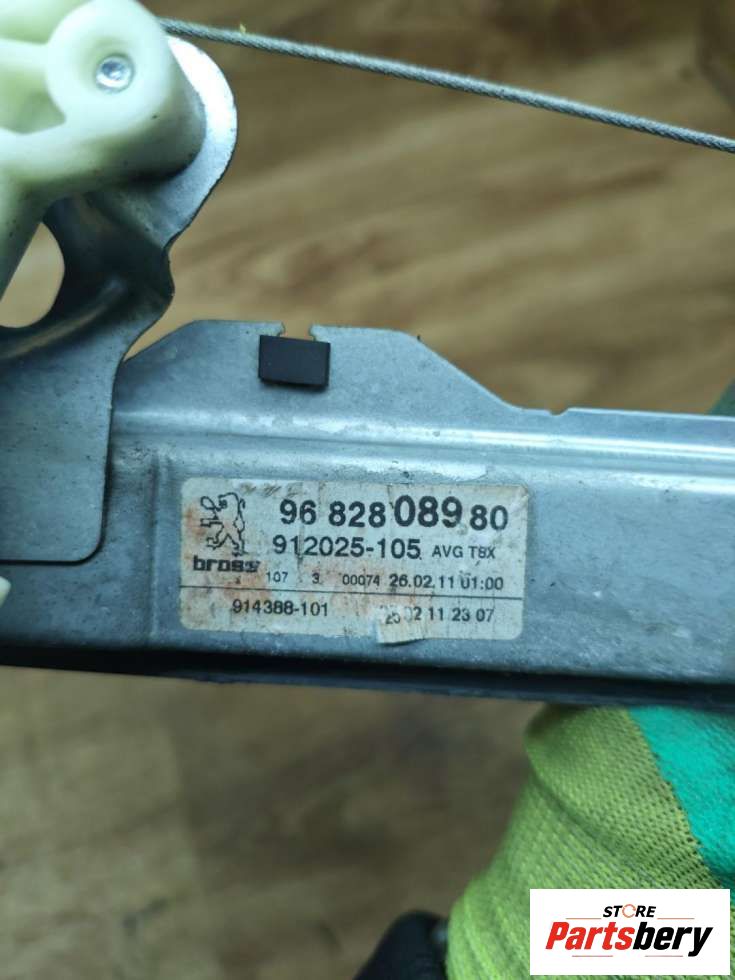 96 828 089 80
912025-105 AVG T8X
brose
107 3 00074 26.02.11 01:00
914388-101 25 02 11 23 07
STORE
Partsbery